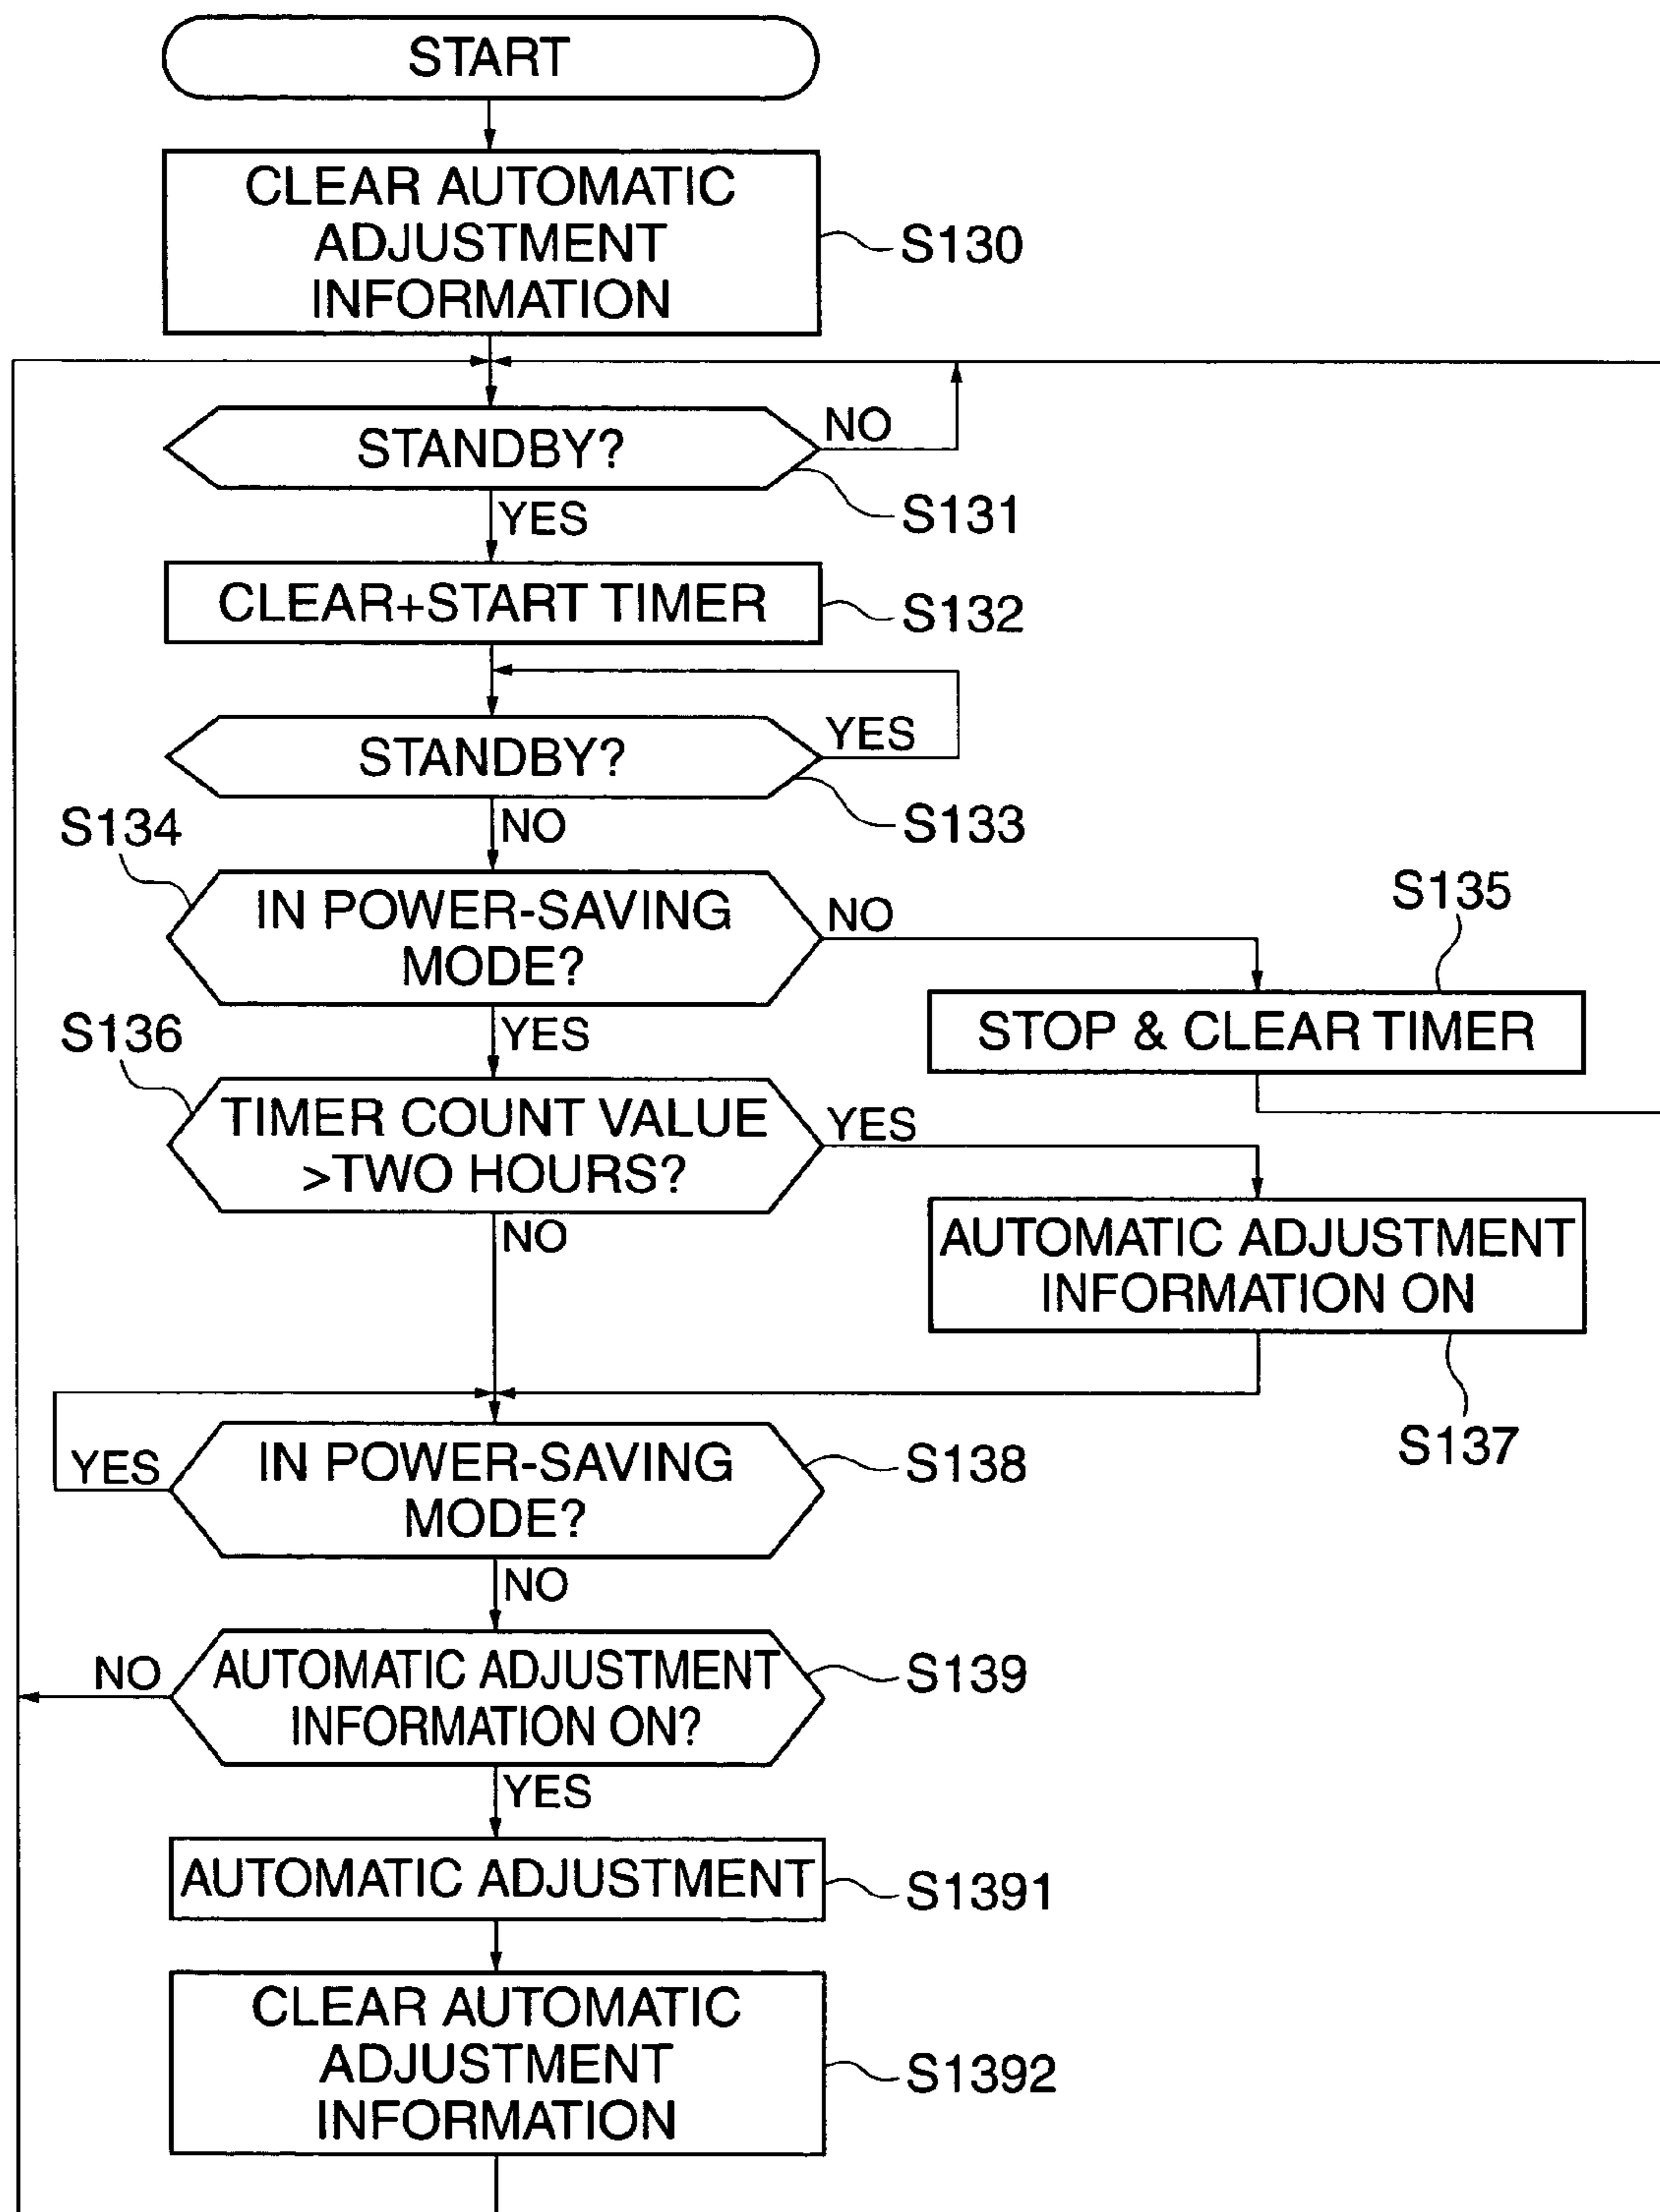 START
CLEAR AUTOMATIC
ADJUSTMENT
INFORMATION
S130
STANDBY?
NO
S131
YES
CLEAR+START TIMER
S132
STANDBY?
YES
S133
NO
S134
IN POWER-SAVING
MODE?
NO
S135
STOP & CLEAR TIMER
YES
S136
TIMER COUNT VALUE
>TWO HOURS?
YES
AUTOMATIC ADJUSTMENT
INFORMATION ON
S137
NO
IN POWER-SAVING
MODE?
YES
S138
NO
AUTOMATIC ADJUSTMENT
INFORMATION ON?
NO
S139
YES
AUTOMATIC ADJUSTMENT
S1391
CLEAR AUTOMATIC
ADJUSTMENT
INFORMATION
S1392